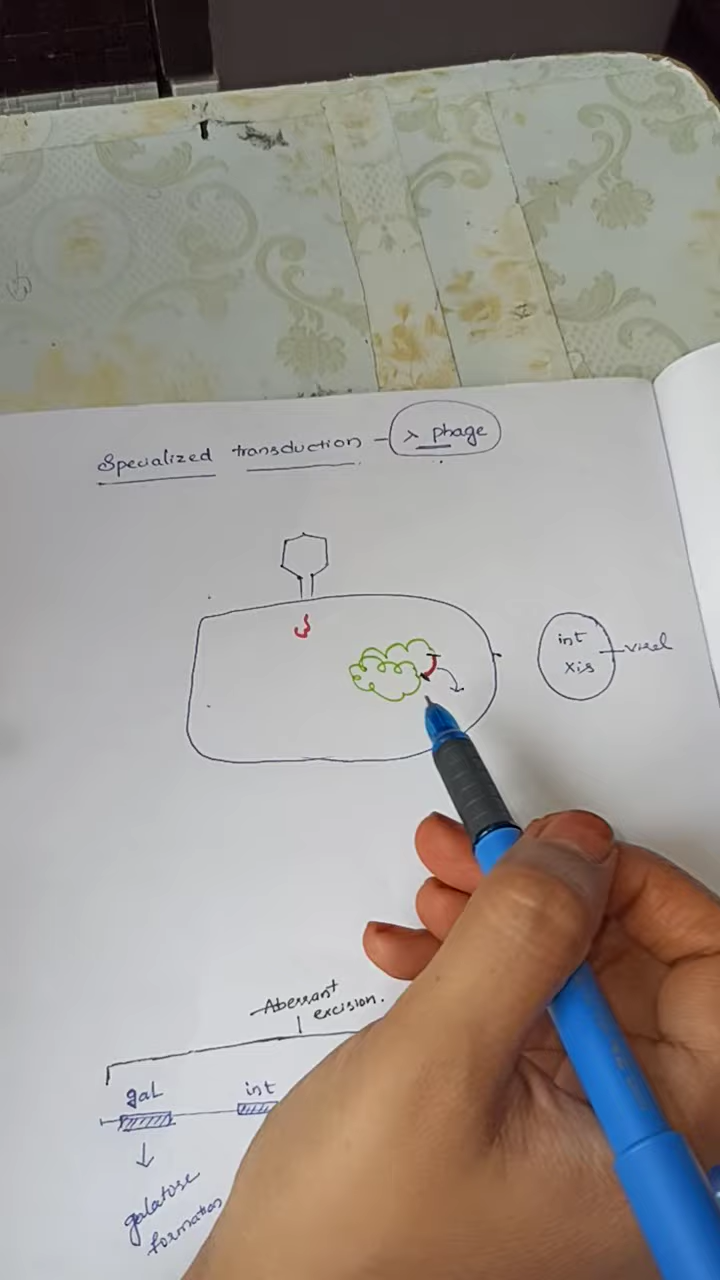 Specialized transduction - λ phage
int
xis
viral
Aberrant
excision.
gal
int
galatose
formation